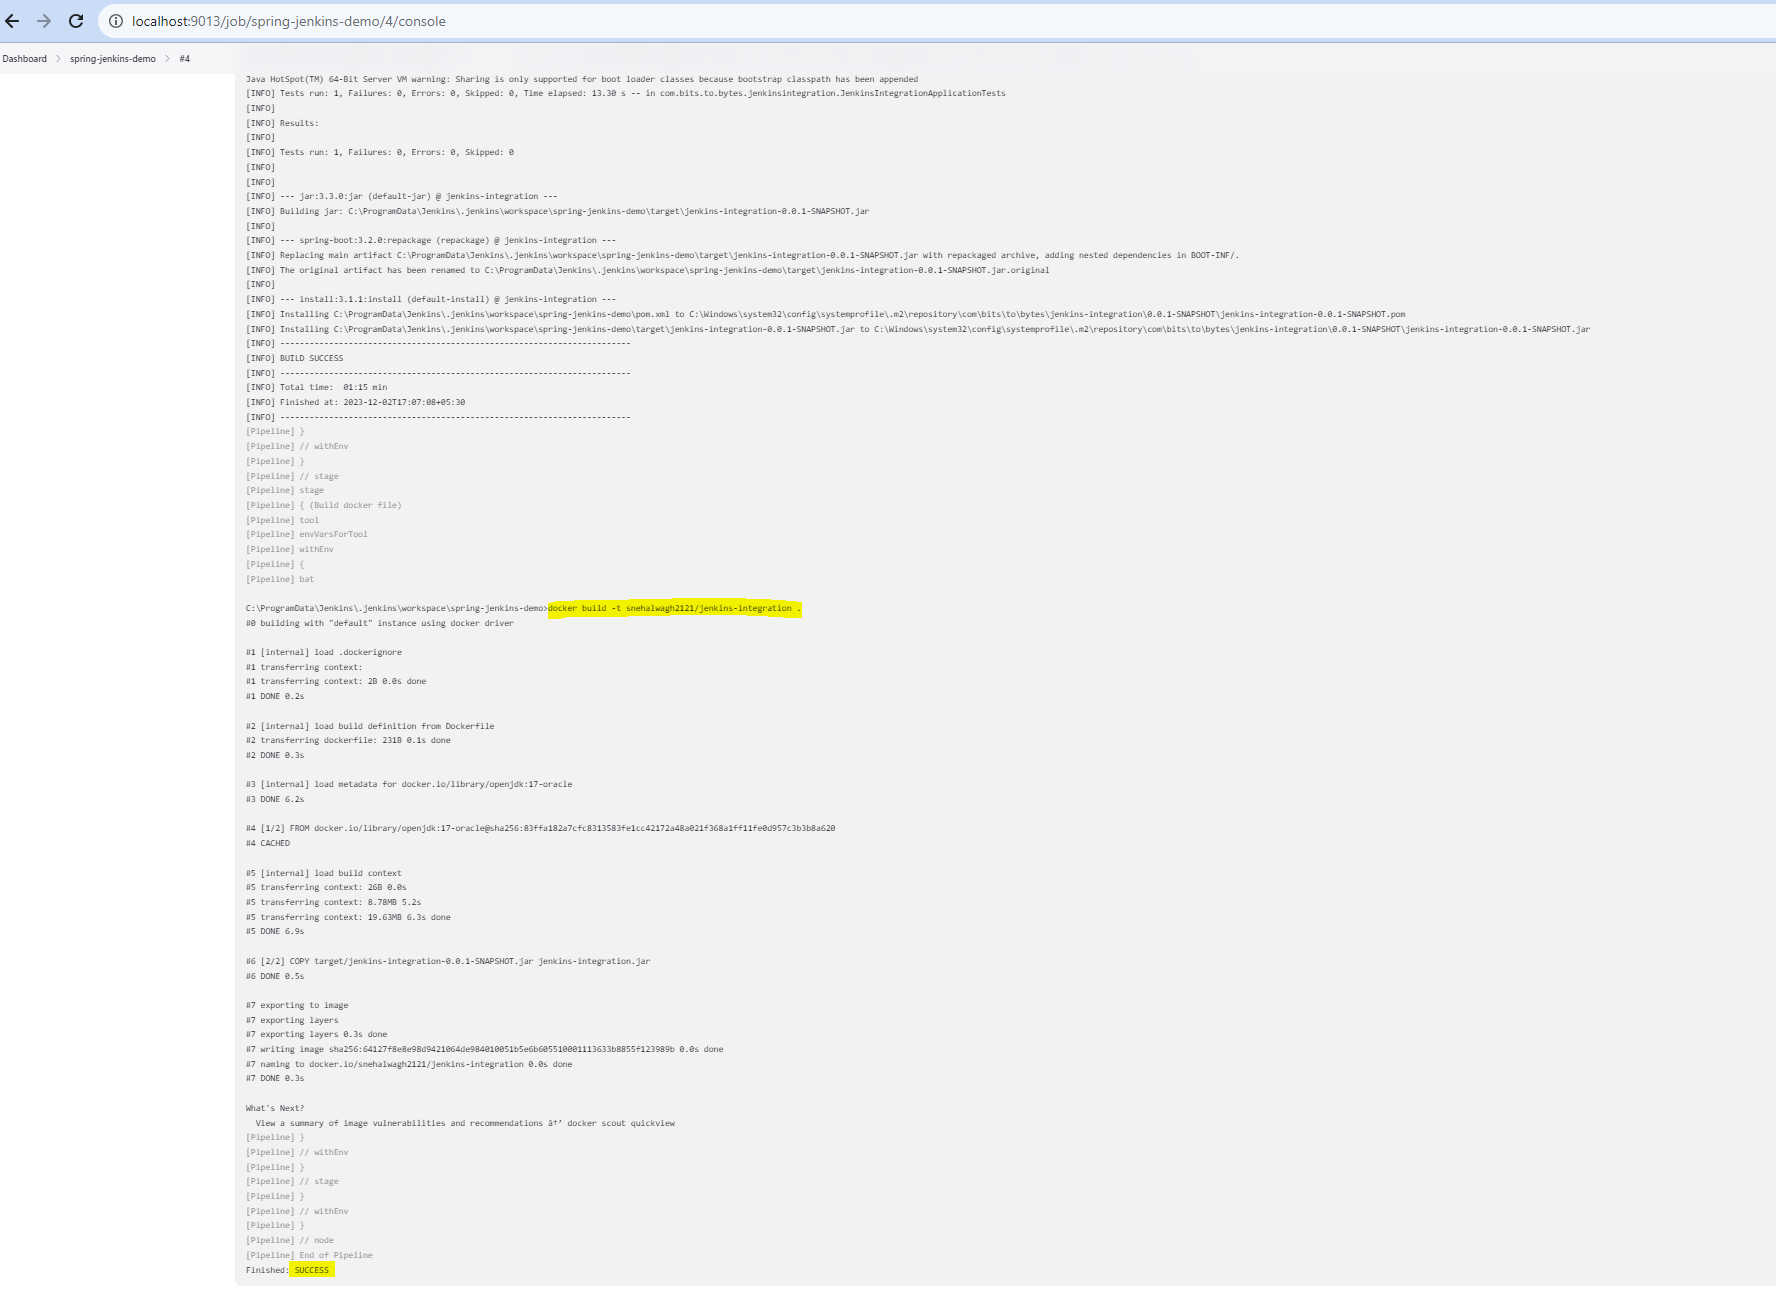 localhost:9013/job/spring-jenkins-demo/4/console
Dashboard > spring-jenkins-demo > #4
Java HotSpot(TM) 64-Bit Server VM warning: Sharing is only supported for boot loader classes because bootstrap classpath has been appended
[INFO] Tests run: 1, Failures: 0, Errors: 0, Skipped: 0, Time elapsed: 13.30 s -- in com.bits.to.bytes.jenkinsintegration.JenkinsIntegrationApplicationTests
[INFO]
[INFO] Results:
[INFO]
[INFO] Tests run: 1, Failures: 0, Errors: 0, Skipped: 0
[INFO]
[INFO]
[INFO] --- jar:3.3.0:jar (default-jar) @ jenkins-integration ---
[INFO] Building jar: C:\ProgramData\Jenkins\.jenkins\workspace\spring-jenkins-demo\target\jenkins-integration-0.0.1-SNAPSHOT.jar
[INFO]
[INFO] --- spring-boot:3.2.0:repackage (repackage) @ jenkins-integration ---
[INFO] Replacing main artifact C:\ProgramData\Jenkins\.jenkins\workspace\spring-jenkins-demo\target\jenkins-integration-0.0.1-SNAPSHOT.jar with repackaged archive, adding nested dependencies in BOOT-INF/.
[INFO] The original artifact has been renamed to C:\ProgramData\Jenkins\.jenkins\workspace\spring-jenkins-demo\target\jenkins-integration-0.0.1-SNAPSHOT.jar.original
[INFO]
[INFO] --- install:3.1.1:install (default-install) @ jenkins-integration ---
[INFO] Installing C:\ProgramData\Jenkins\.jenkins\workspace\spring-jenkins-demo\pom.xml to C:\Windows\system32\config\systemprofile\.m2\repository\com\bits\to\bytes\jenkins-integration\0.0.1-SNAPSHOT\jenkins-integration-0.0.1-SNAPSHOT.pom
[INFO] Installing C:\ProgramData\Jenkins\.jenkins\workspace\spring-jenkins-demo\target\jenkins-integration-0.0.1-SNAPSHOT.jar to C:\Windows\system32\config\systemprofile\.m2\repository\com\bits\to\bytes\jenkins-integration\0.0.1-SNAPSHOT\jenkins-integration-0.0.1-SNAPSHOT.jar
[INFO] ------------------------------------------------------------------------
[INFO] BUILD SUCCESS
[INFO] ------------------------------------------------------------------------
[INFO] Total time:  01:15 min
[INFO] Finished at: 2023-12-02T17:07:08+05:30
[INFO] ------------------------------------------------------------------------
[Pipeline] }
[Pipeline] // withEnv
[Pipeline] }
[Pipeline] // stage
[Pipeline] stage
[Pipeline] { (Build docker file)
[Pipeline] tool
[Pipeline] envVarsForTool
[Pipeline] withEnv
[Pipeline] {
[Pipeline] bat
C:\ProgramData\Jenkins\.jenkins\workspace\spring-jenkins-demo>docker build -t snehalwagh2121/jenkins-integration .
#0 building with "default" instance using docker driver
#1 [internal] load .dockerignore
#1 transferring context:
#1 transferring context: 2B 0.0s done
#1 DONE 0.2s
#2 [internal] load build definition from Dockerfile
#2 transferring dockerfile: 231B 0.1s done
#2 DONE 0.3s
#3 [internal] load metadata for docker.io/library/openjdk:17-oracle
#3 DONE 6.2s
#4 [1/2] FROM docker.io/library/openjdk:17-oracle@sha256:83ffa182a7cfc8313583fe1cc42172a48a021f368a1ff11fe0d957c3b3b8a620
#4 CACHED
#5 [internal] load build context
#5 transferring context: 26B 0.0s
#5 transferring context: 8.78MB 5.2s
#5 transferring context: 19.63MB 6.3s done
#5 DONE 6.9s
#6 [2/2] COPY target/jenkins-integration-0.0.1-SNAPSHOT.jar jenkins-integration.jar
#6 DONE 0.5s
#7 exporting to image
#7 exporting layers
#7 exporting layers 0.3s done
#7 writing image sha256:64127f8e8e98d9421064de984010051b5e6b605510001113633b8855f123989b 0.0s done
#7 naming to docker.io/snehalwagh2121/jenkins-integration 0.0s done
#7 DONE 0.3s
What's Next?
View a summary of image vulnerabilities and recommendations â†’ docker scout quickview
[Pipeline] }
[Pipeline] // withEnv
[Pipeline] }
[Pipeline] // stage
[Pipeline] }
[Pipeline] // withEnv
[Pipeline] }
[Pipeline] // node
[Pipeline] End of Pipeline
Finished: SUCCESS